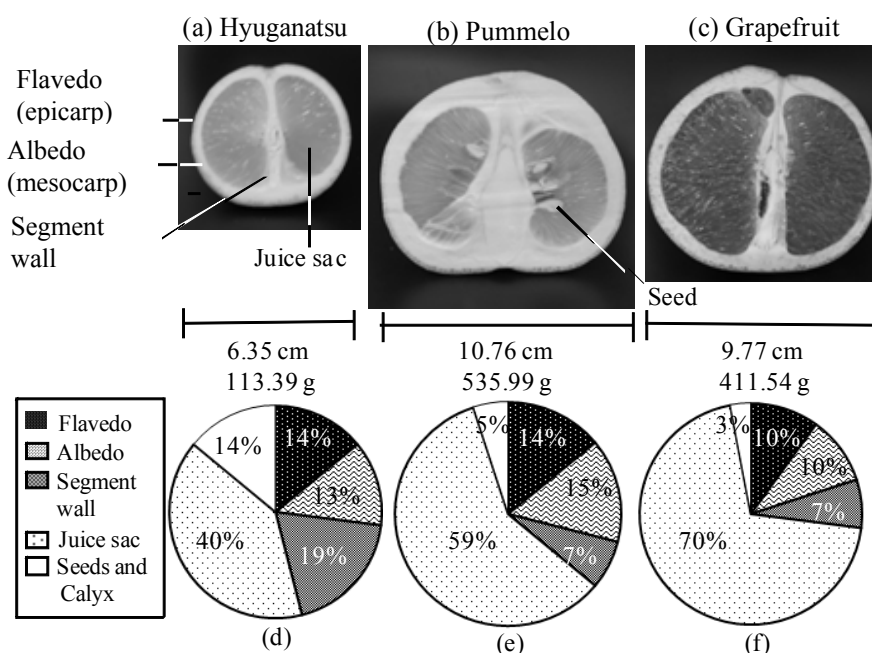 (a) Hyuganatsu
(b) Pummelo
(c) Grapefruit
Flavedo
(epicarp)
Albedo
(mesocarp)
Segment
wall
Juice sac
Seed
6.35 cm
113.39 g
10.76 cm
535.99 g
9.77 cm
411.54 g
Flavedo
Albedo
Segment
wall
Juice sac
Seeds and
Calyx
14%
14%
13%
19%
40%
(d)
5%
14%
15%
7%
59%
(e)
3%
10%
10%
7%
70%
(f)